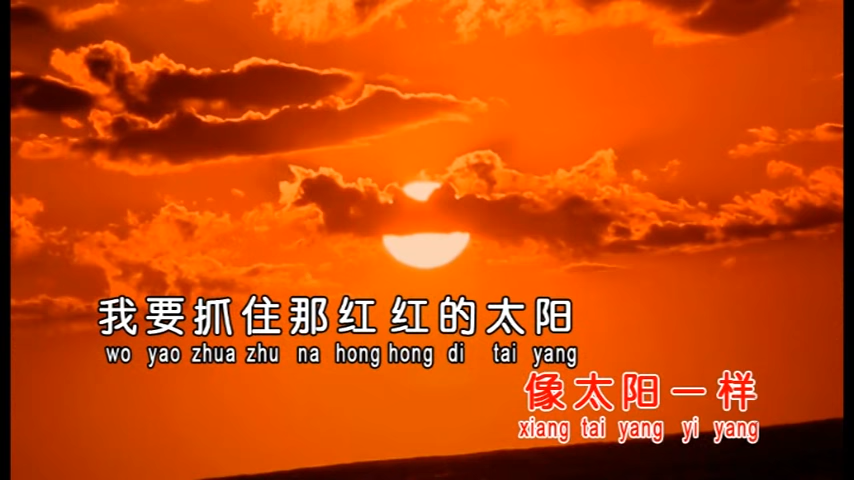 我要抓住那红红的太阳
wo yao zhua zhu na hong hong di tai yang
像太阳一样
xiang tai yang yi yang